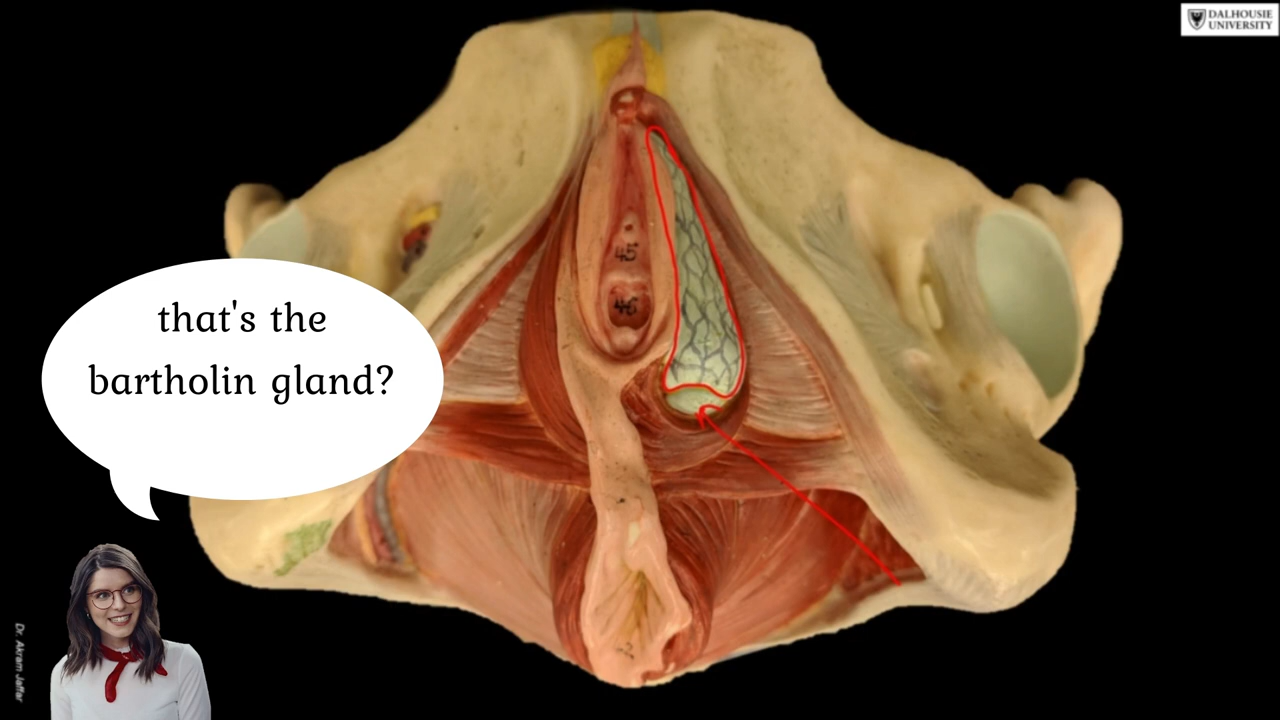 DALHOUSIE
UNIVERSITY
that's the
bartholin gland?
45
46
Dr. Akram Jaffar